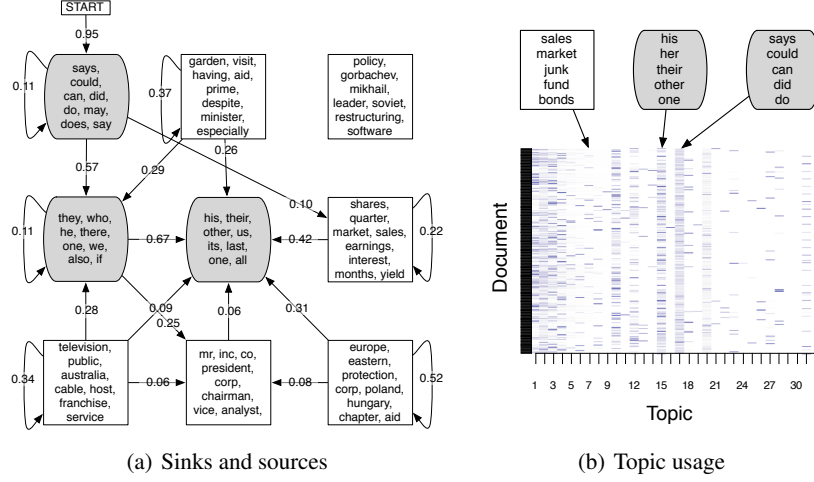 START
0.95
0.11
says,
could,
can, did,
do, may,
does, say
0.37
garden, visit,
having, aid,
prime,
despite,
minister,
especially
policy,
gorbachev,
mikhail,
leader, soviet,
restructuring,
software
0.57
0.29
0.26
0.10
0.11
they, who,
he, there,
one, we,
also, if
0.67
his, their,
other, us,
its, last,
one, all
0.42
shares,
quarter,
market, sales,
earnings,
interest,
months, yield
0.22
0.28
0.09
0.25
0.06
0.31
0.34
television,
public,
australia,
cable, host,
franchise,
service
0.06
mr, inc, co,
president,
corp,
chairman,
vice, analyst,
0.08
europe,
eastern,
protection,
corp, poland,
hungary,
chapter, aid
0.52
(a) Sinks and sources
sales
market
junk
fund
bonds
his
her
their
other
one
says
could
can
did
do
Document
1 3 5 7 9 12 15 18 21 24 27 30
Topic
(b) Topic usage